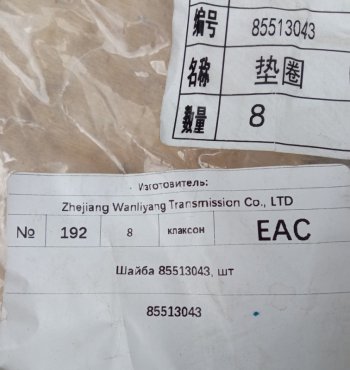 编号 85513043
名称 垫圈
数量 8
Изготовитель:
Zhejiang Wanliyang Transmission Co., LTD
№ 192 8 клаксон EAC
Шайба 85513043, шт
85513043